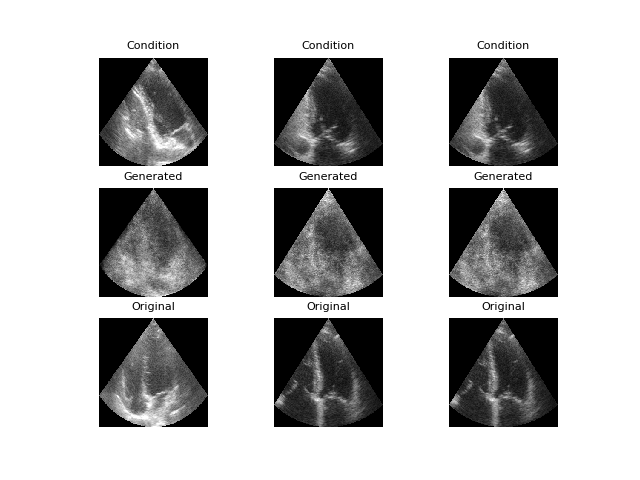 Condition
Condition
Condition
Generated
Generated
Generated
Original
Original
Original